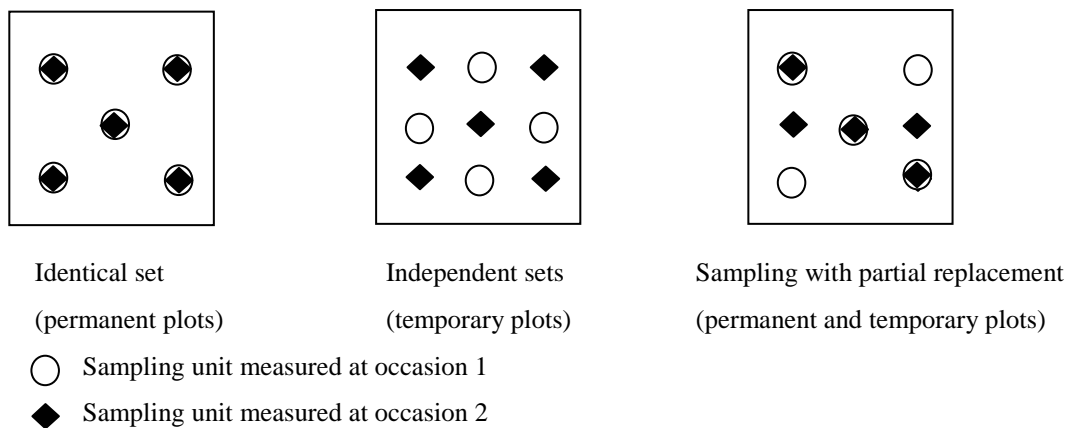 Identical set
(permanent plots)
Independent sets
(temporary plots)
Sampling with partial replacement
(permanent and temporary plots)
Sampling unit measured at occasion 1
Sampling unit measured at occasion 2